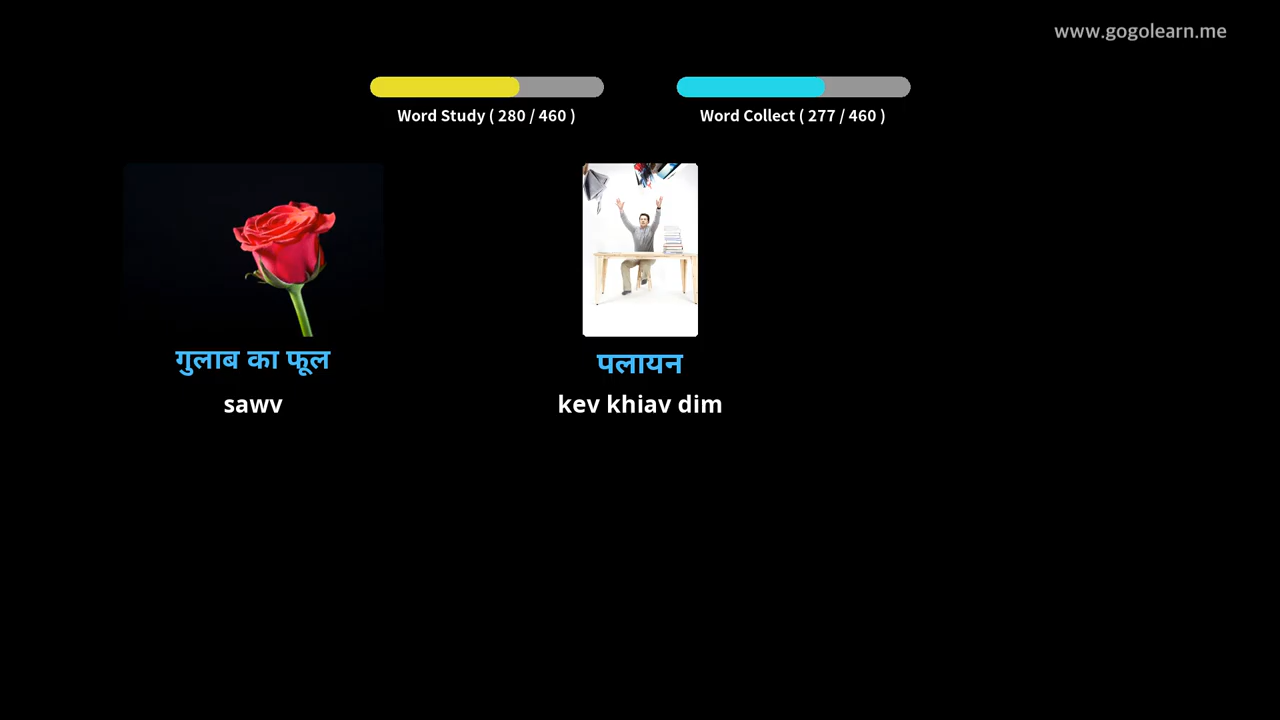 www.gogolearn.me
Word Study ( 280 / 460 )
Word Collect ( 277 / 460 )
गुलाब का फूल
sawv
पलायन
kev khiav dim